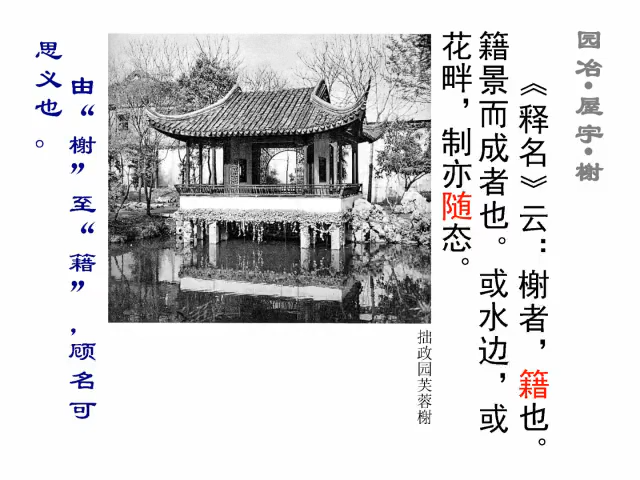 园冶·屋宇·榭
《释名》云：榭者，籍也。
籍景而成者也。或水边，或
花畔，制亦随态。
拙政园芙蓉榭
由“榭”至“籍”，顾名可
思义也。